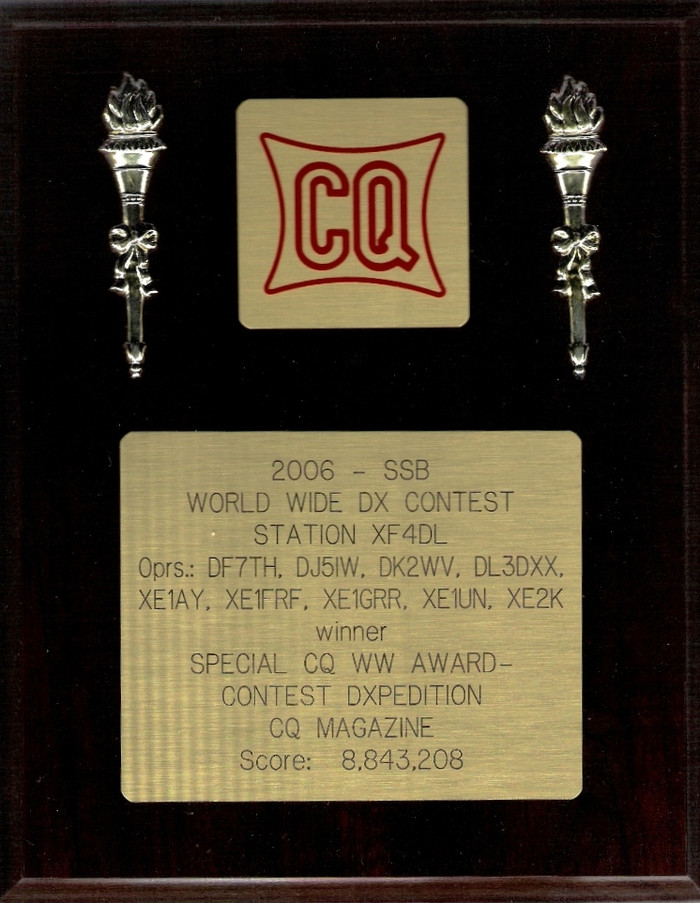 CQ
2006 - SSB
WORLD WIDE DX CONTEST
STATION XF4DL
Oprs.: DF7TH, DJ5IW, DK2WV, DL3DXX,
XE1AY, XE1FRF, XE1GRR, XE1UN, XE2K
winner
SPECIAL CQ WW AWARD-
CONTEST DXPEDITION
CQ MAGAZINE
Score: 8,843,208